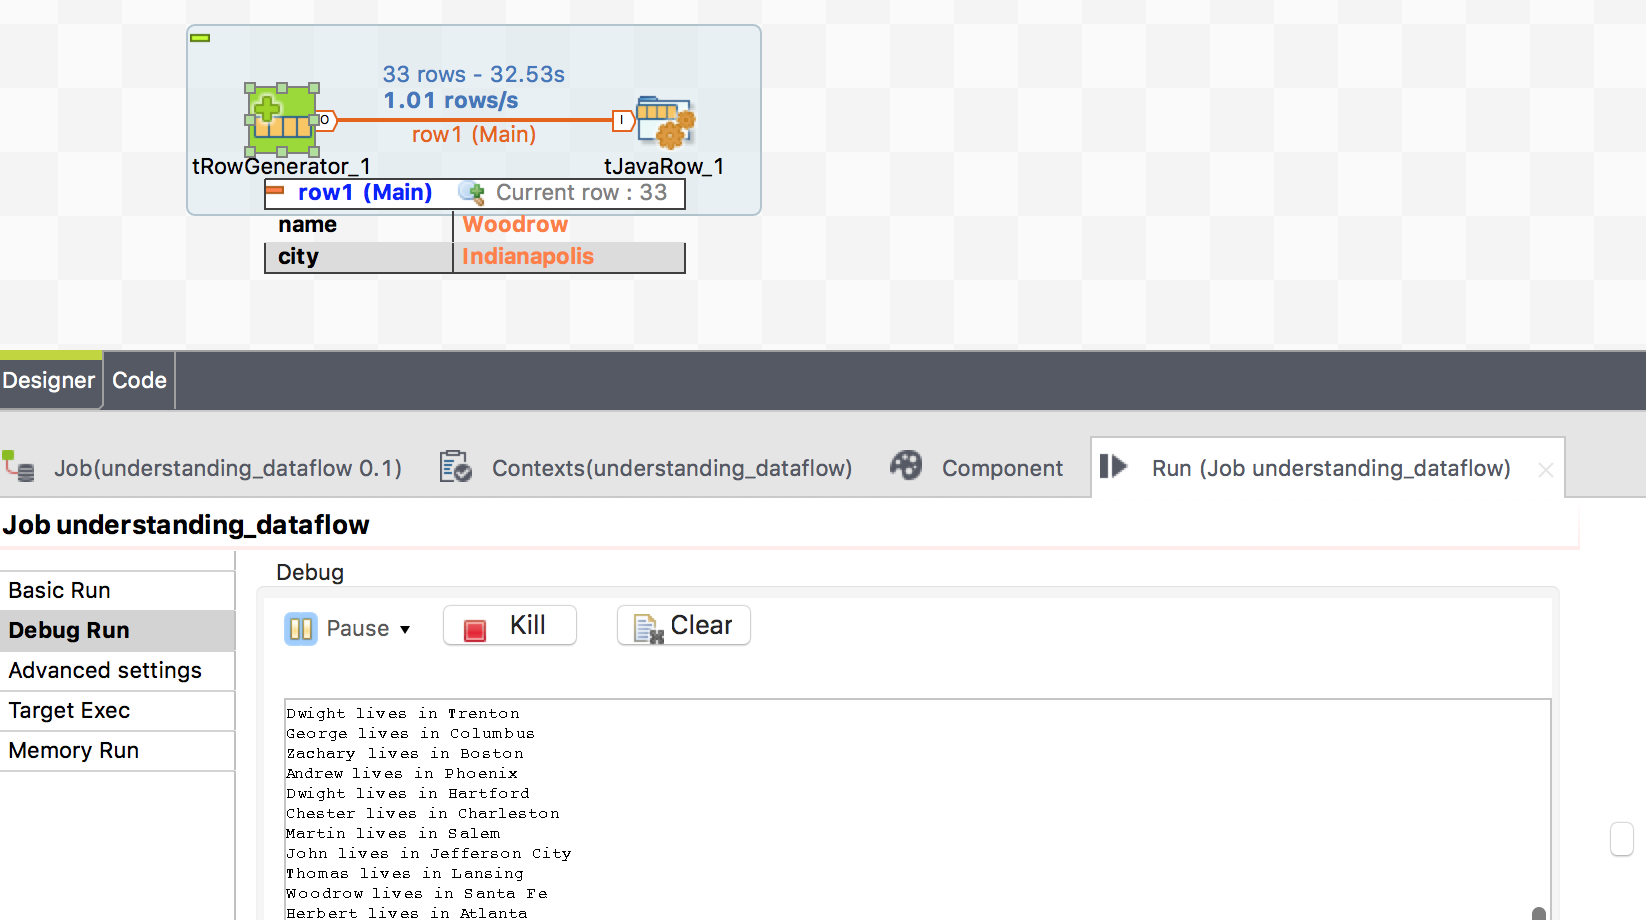 33 rows - 32.53s
1.01 rows/s
O
I
row1 (Main)
tRowGenerator_1
tJavaRow_1
row1 (Main) Current row : 33
name Woodrow
city Indianapolis
Designer Code
Job(understanding_dataflow 0.1) Contexts(understanding_dataflow) Component Run (Job understanding_dataflow)
Job understanding_dataflow
Debug
Basic Run
Debug Run
Advanced settings
Target Exec
Memory Run
Pause Kill Clear
Dwight lives in Trenton
George lives in Columbus
Zachary lives in Boston
Andrew lives in Phoenix
Dwight lives in Hartford
Chester lives in Charleston
Martin lives in Salem
John lives in Jefferson City
Thomas lives in Lansing
Woodrow lives in Santa Fe
Herbert lives in Atlanta